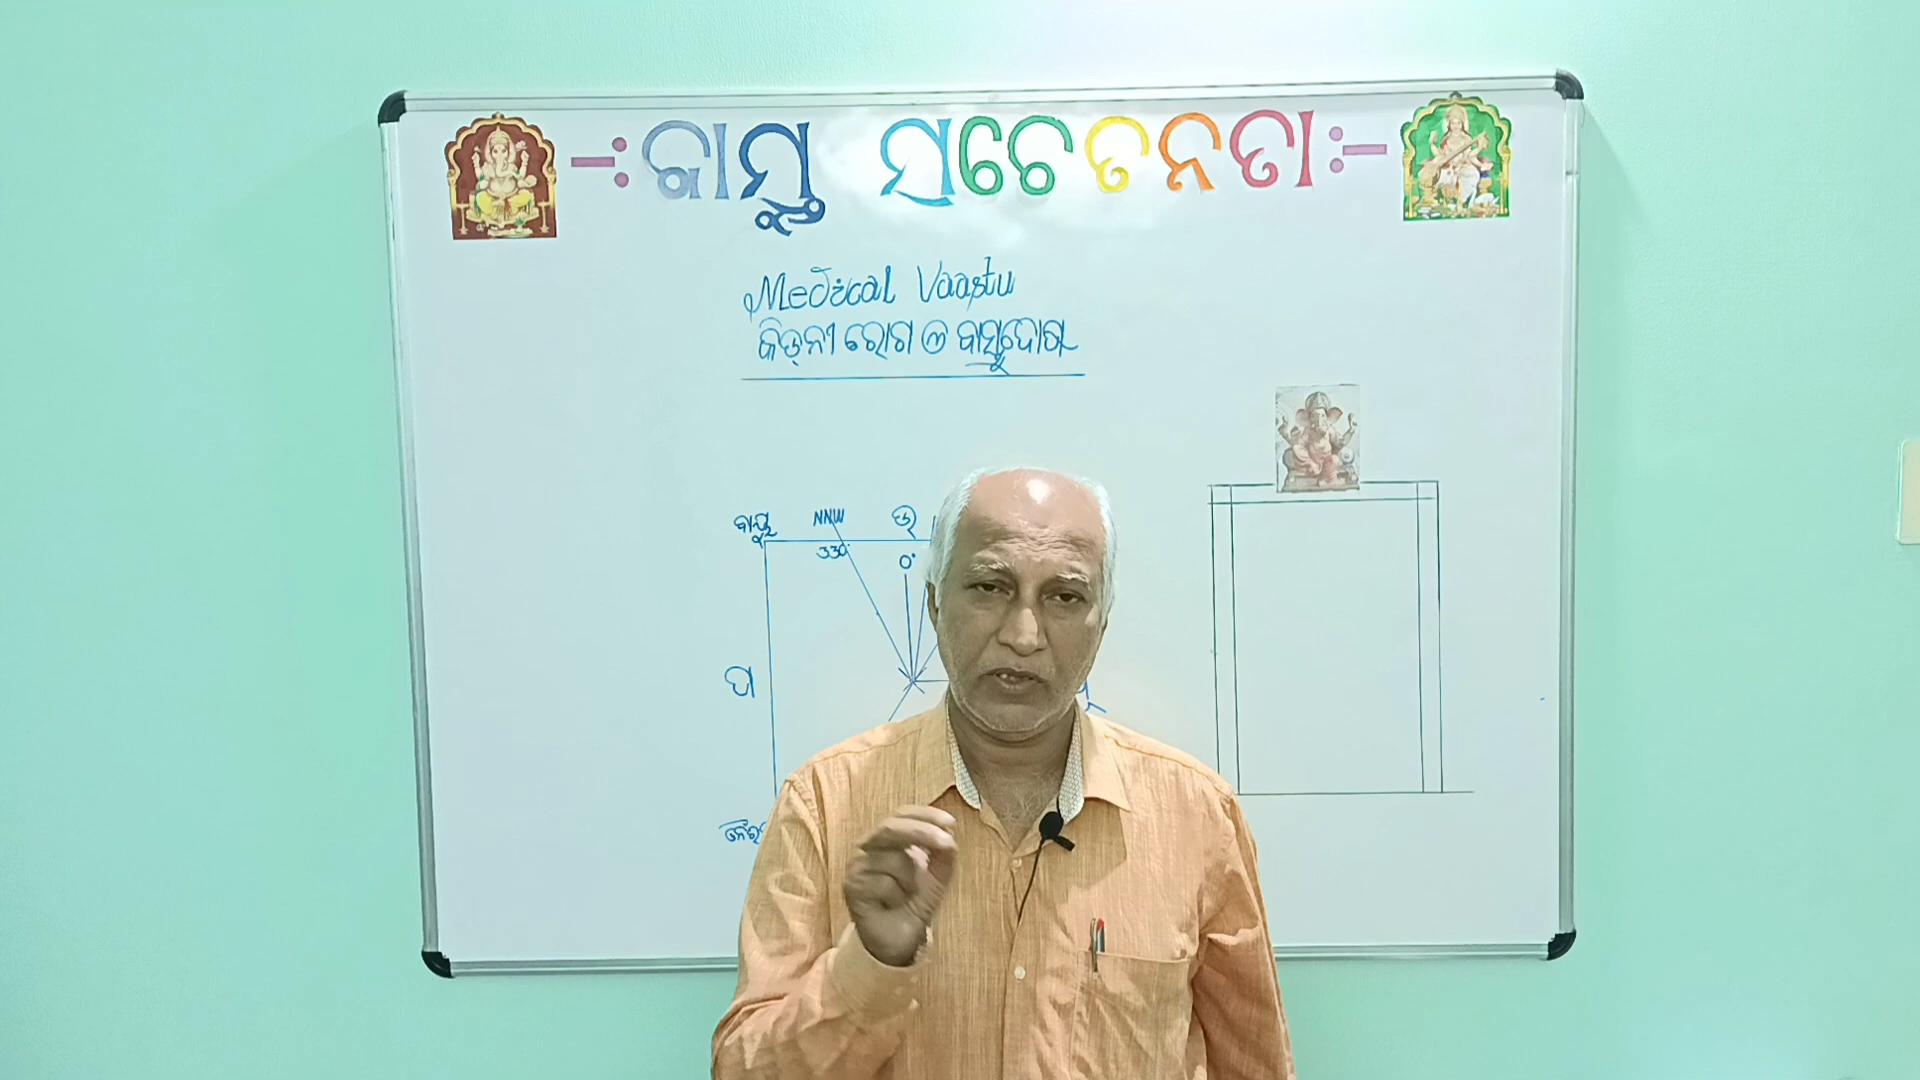 -: ବାସ୍ତୁ ସଚେତନତା :-
Medical Vaastu
କିଡ୍‌ନୀ ରୋଗ ଓ ବାସ୍ତୁଦୋଷ
ବାୟୁ NNW ଉ
330° 0°
ପ